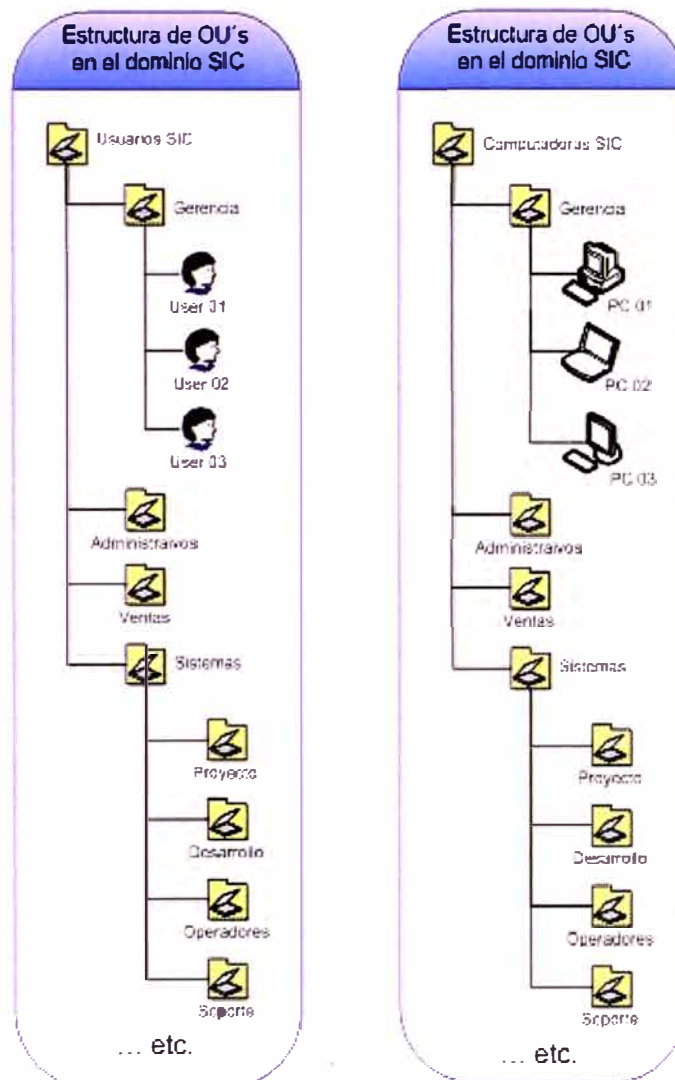 Estructura de OU's
en el dominio SIC
Usuarios SIC
Gerencia
User 01
User 02
User 03
Administraivos
Ventas
Sistemas
Proyecto
Desarrollo
Operadores
Soporte
... etc.
Estructura de OU's
en el dominio SIC
Computadoras SIC
Gerencia
PC 01
PC 02
PC 03
Administraivos
Ventas
Sistemas
Proyecto
Desarrollo
Operadores
Soporte
... etc.